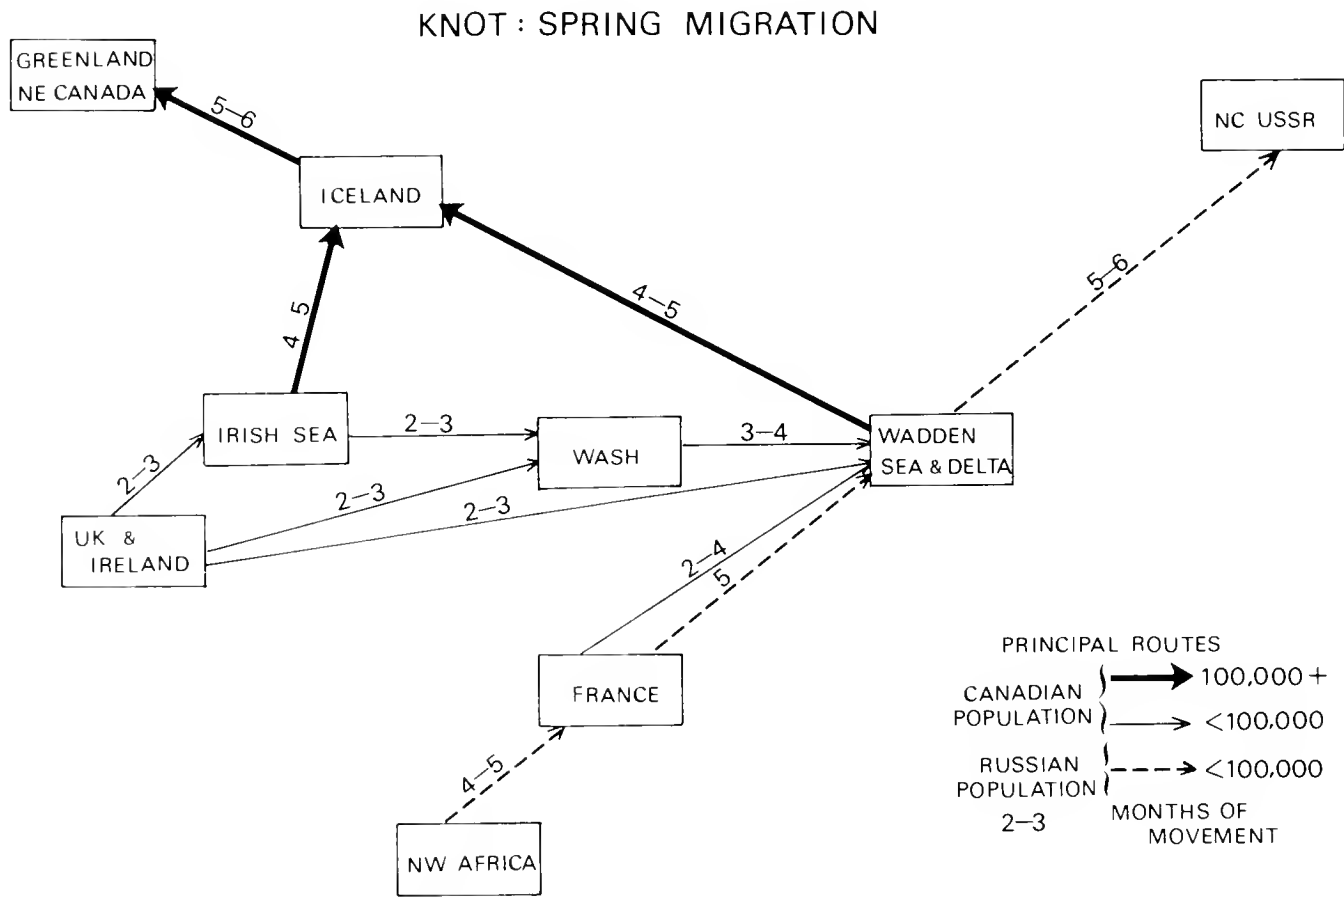 KNOT : SPRING MIGRATION
GREENLAND
NE CANADA
5–6
NC USSR
ICELAND
5–6
4–5
4 5
IRISH SEA
2–3
WASH
3–4
WADDEN
SEA & DELTA
2–3
2–3
2–3
UK &
IRELAND
2–4
5
FRANCE
4–5
NW AFRICA
PRINCIPAL ROUTES
CANADIAN
POPULATION
100,000 +
<100,000
RUSSIAN
POPULATION
<100,000
2–3
MONTHS OF
MOVEMENT